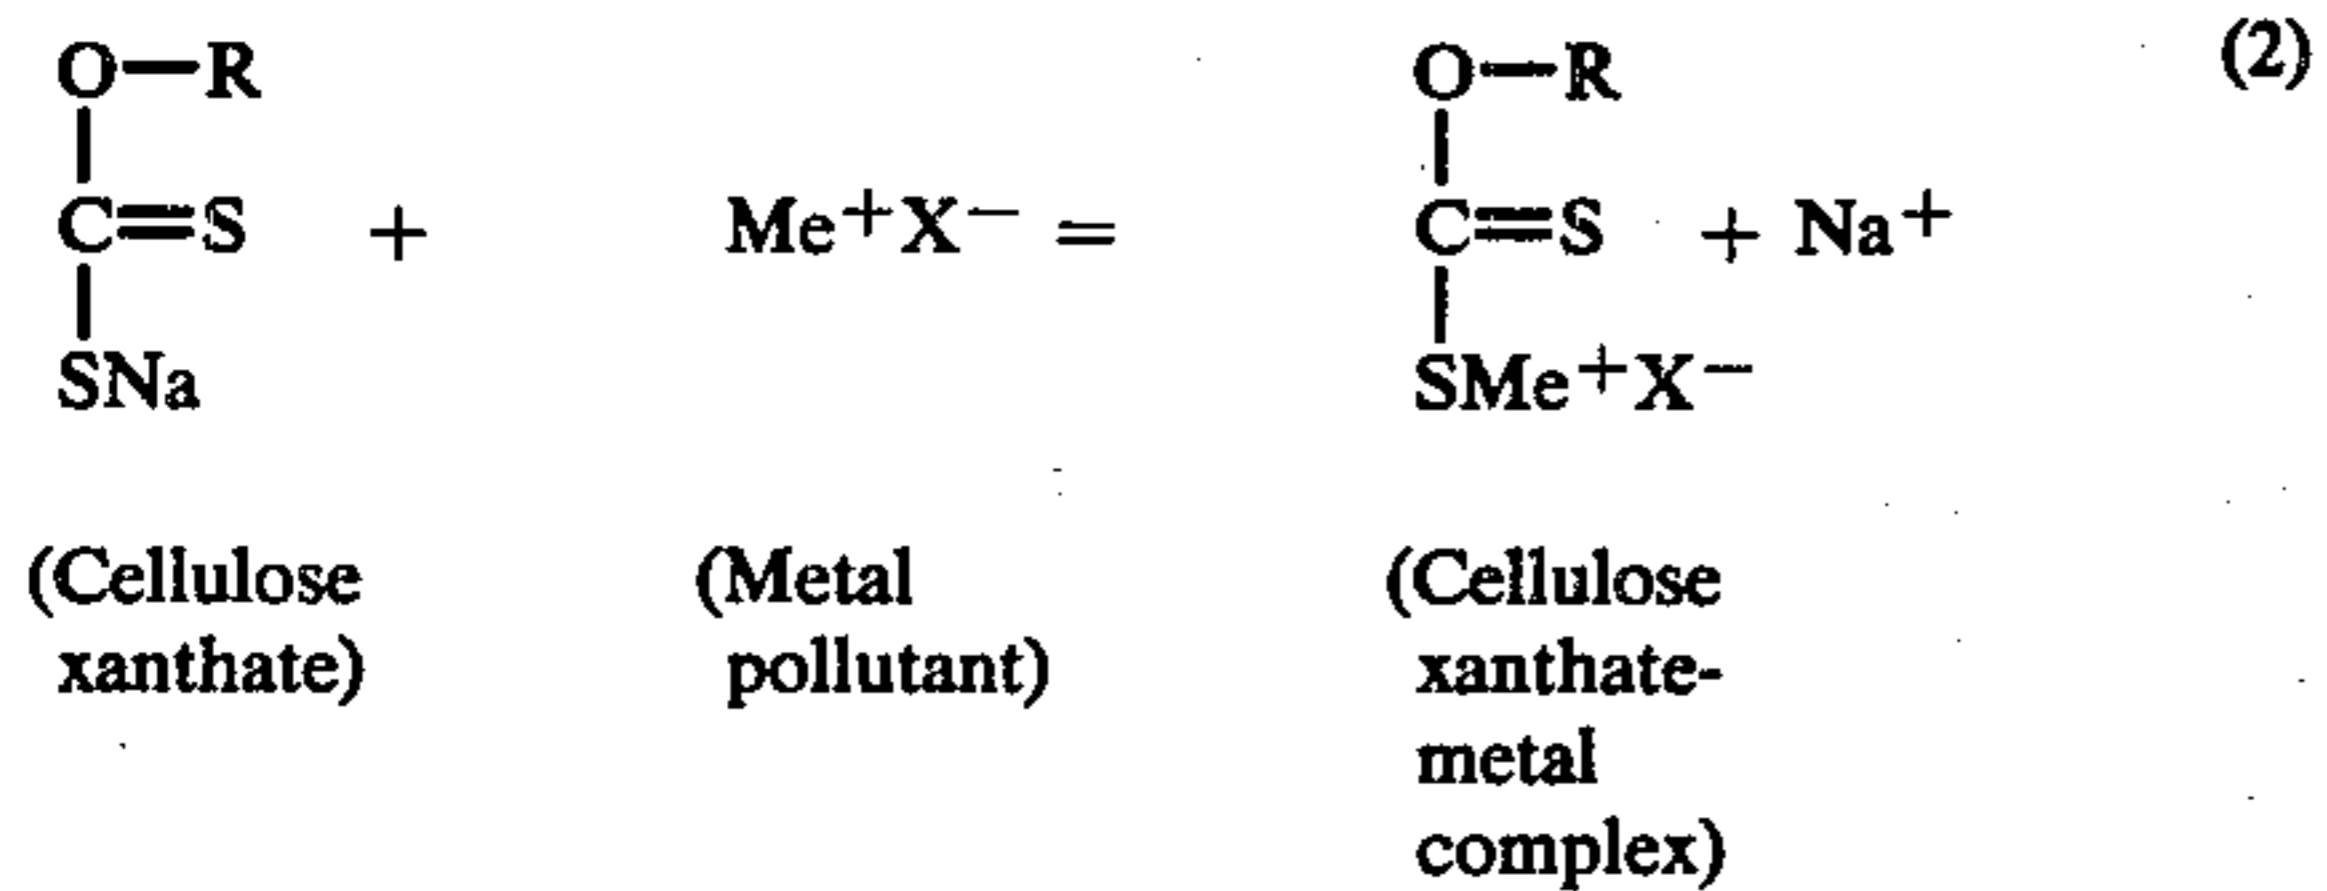 O—R O—R (2)
C=S + Me⁺X⁻ = C=S + Na⁺
SNa SMe⁺X⁻
(Cellulose (Metal (Cellulose
xanthate) pollutant) xanthate-
metal
complex)